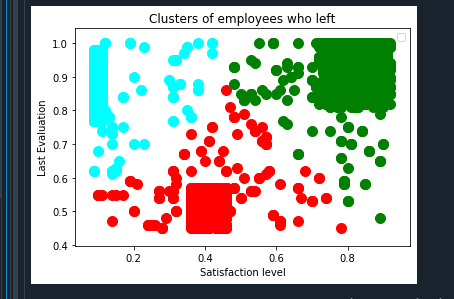 Clusters of employees who left
1.0
0.9
0.8
0.7
0.6
0.5
0.4
Last Evaluation
0.2 0.4 0.6 0.8
Satisfaction level